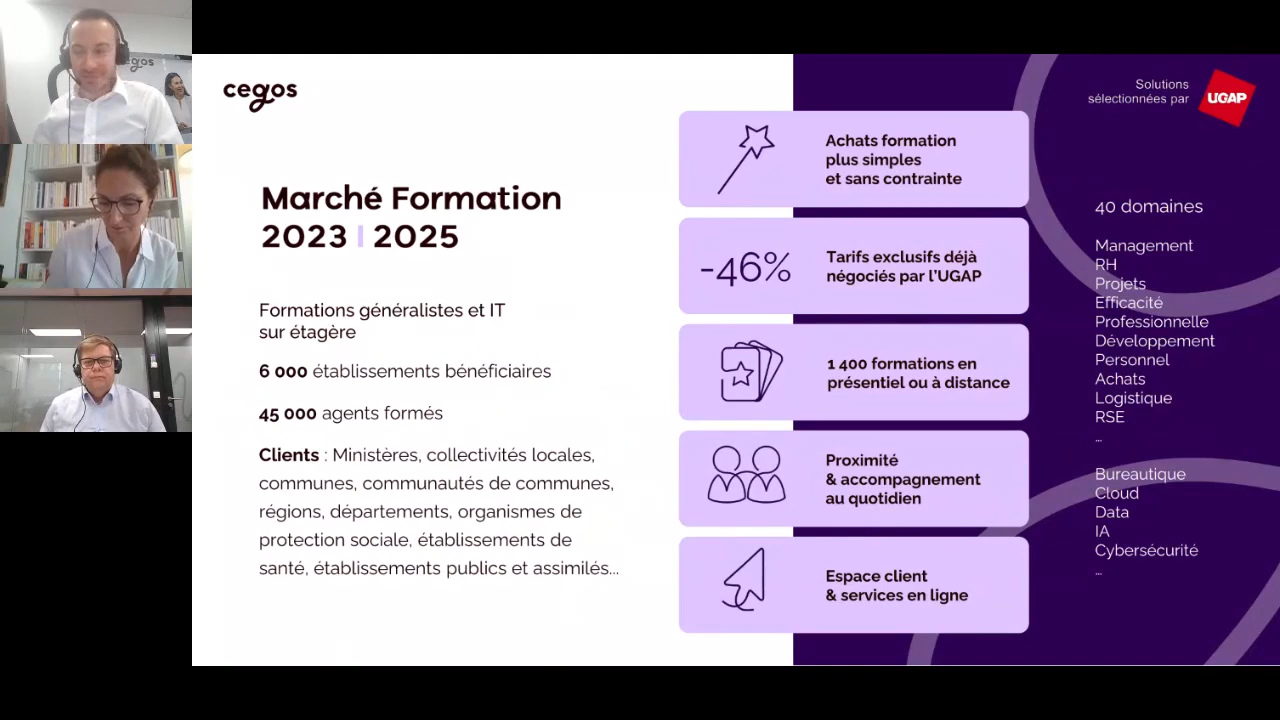 cegos
cegos
Marché Formation
2023 | 2025
Formations généralistes et IT
sur étagère
6 000 établissements bénéficiaires
45 000 agents formés
Clients : Ministères, collectivités locales,
communes, communautés de communes,
régions, départements, organismes de
protection sociale, établissements de
santé, établissements publics et assimilés...
Achats formation
plus simples
et sans contrainte
-46%
Tarifs exclusifs déjà
négociés par l'UGAP
1 400 formations en
présentiel ou à distance
Proximité
& accompagnement
au quotidien
Espace client
& services en ligne
Solutions
sélectionnées par
UGAP
40 domaines
Management
RH
Projets
Efficacité
Professionnelle
Développement
Personnel
Achats
Logistique
RSE
...
Bureautique
Cloud
Data
IA
Cybersécurité
...